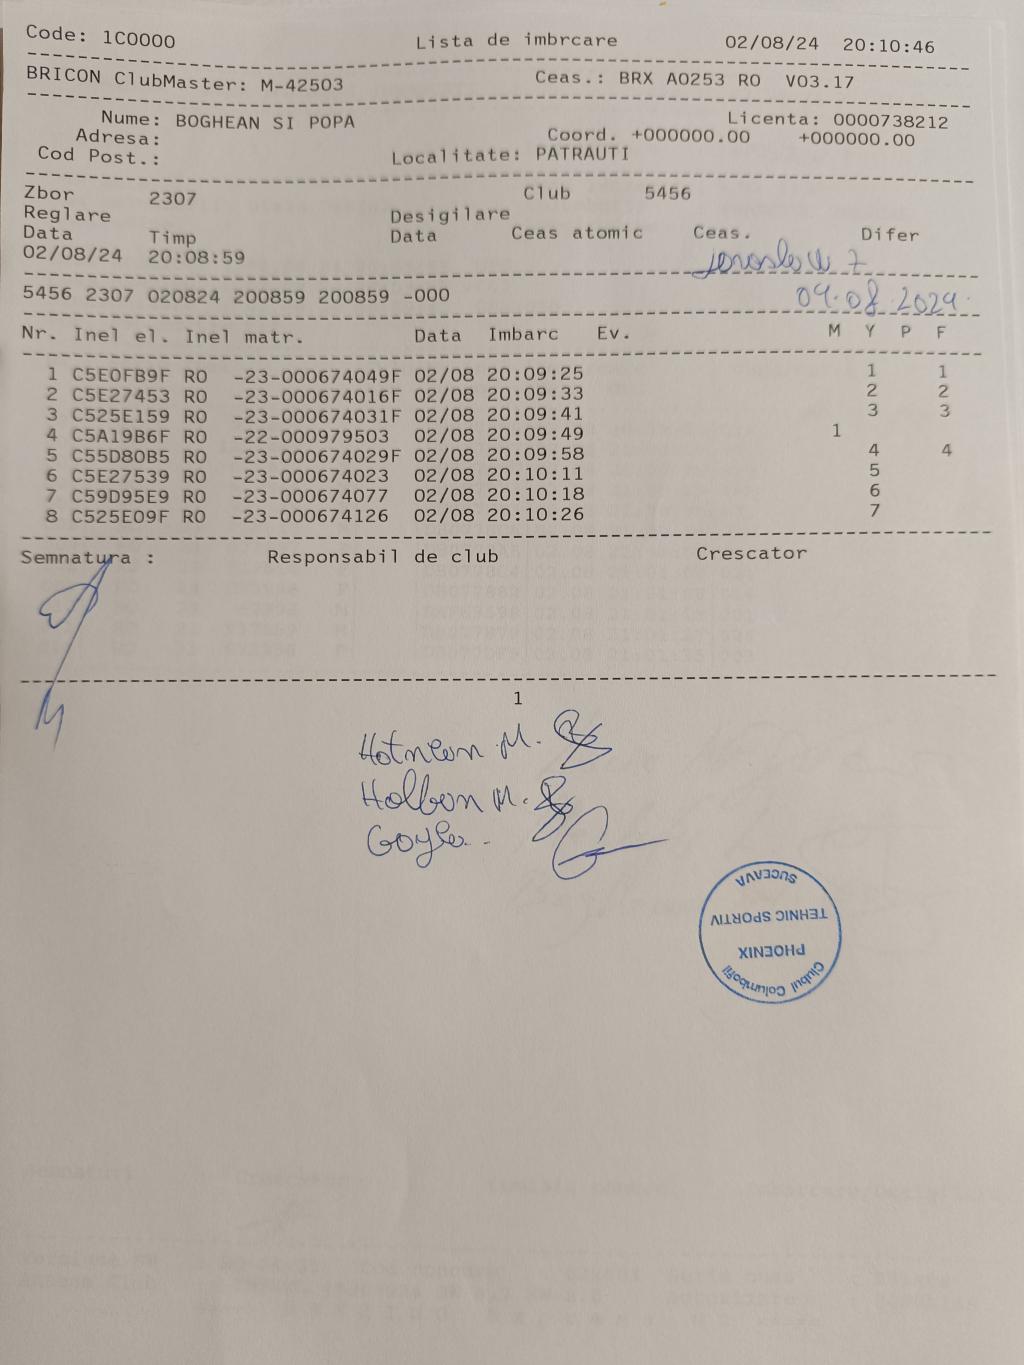 Code: 1C0000 Lista de imbrcare 02/08/24 20:10:46
BRICON ClubMaster: M-42503 Ceas.: BRX A0253 RO V03.17
Nume: BOGHEAN SI POPA Licenta: 0000738212
Adresa: Coord. +000000.00 +000000.00
Cod Post.: Localitate: PATRAUTI
Zbor 2307 Club 5456
Reglare Desigilare
Data Timp Data Ceas atomic Ceas. Difer
02/08/24 20:08:59
7
5456 2307 020824 200859 200859 -000
04.08.2024.
Nr. Inel el. Inel matr. Data Imbarc Ev. M Y P F
1 C5E0FB9F RO -23-000674049F 02/08 20:09:25 1 1
2 C5E27453 RO -23-000674016F 02/08 20:09:33 2 2
3 C525E159 RO -23-000674031F 02/08 20:09:41 3 3
4 C5A19B6F RO -22-000979503 02/08 20:09:49 1
5 C55D80B5 RO -23-000674029F 02/08 20:09:58 4 4
6 C5E27539 RO -23-000674023 02/08 20:10:11 5
7 C59D95E9 RO -23-000674077 02/08 20:10:18 6
8 C525E09F RO -23-000674126 02/08 20:10:26 7
Semnatura : Responsabil de club Crescator
1
M.
M.
Clubul Columbofil
PHOENIX
TEHNIC SPORTIV
SUCEAVA